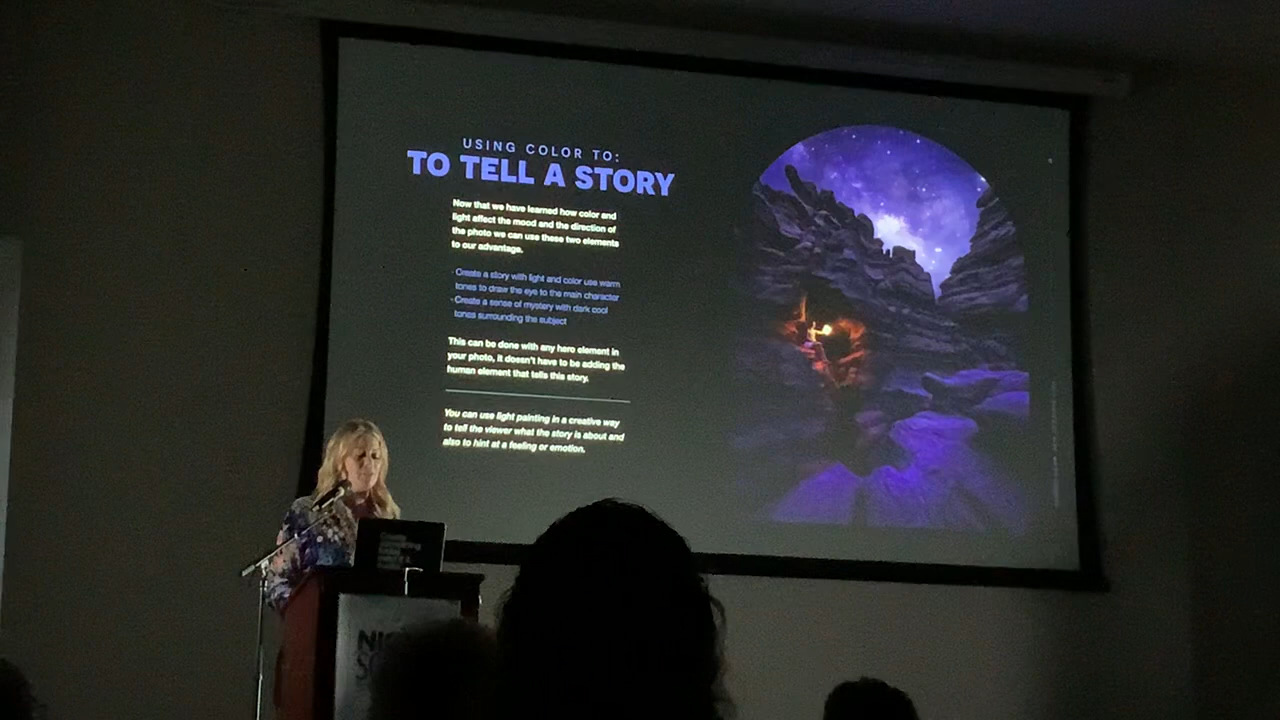 USING COLOR TO:
TO TELL A STORY
Now that we have learned how color and
light affect the mood and the direction of
the photo we can use these two elements
to our advantage.
- Create a story with light and color use warm
tones to draw the eye to the main character
- Create a sense of mystery with dark cool
tones surrounding the subject
This can be done with any hero element in
your photo, it doesn't have to be adding the
human element that tells this story.
You can use light painting in a creative way
to tell the viewer what the story is about and
also to hint at a feeling or emotion.